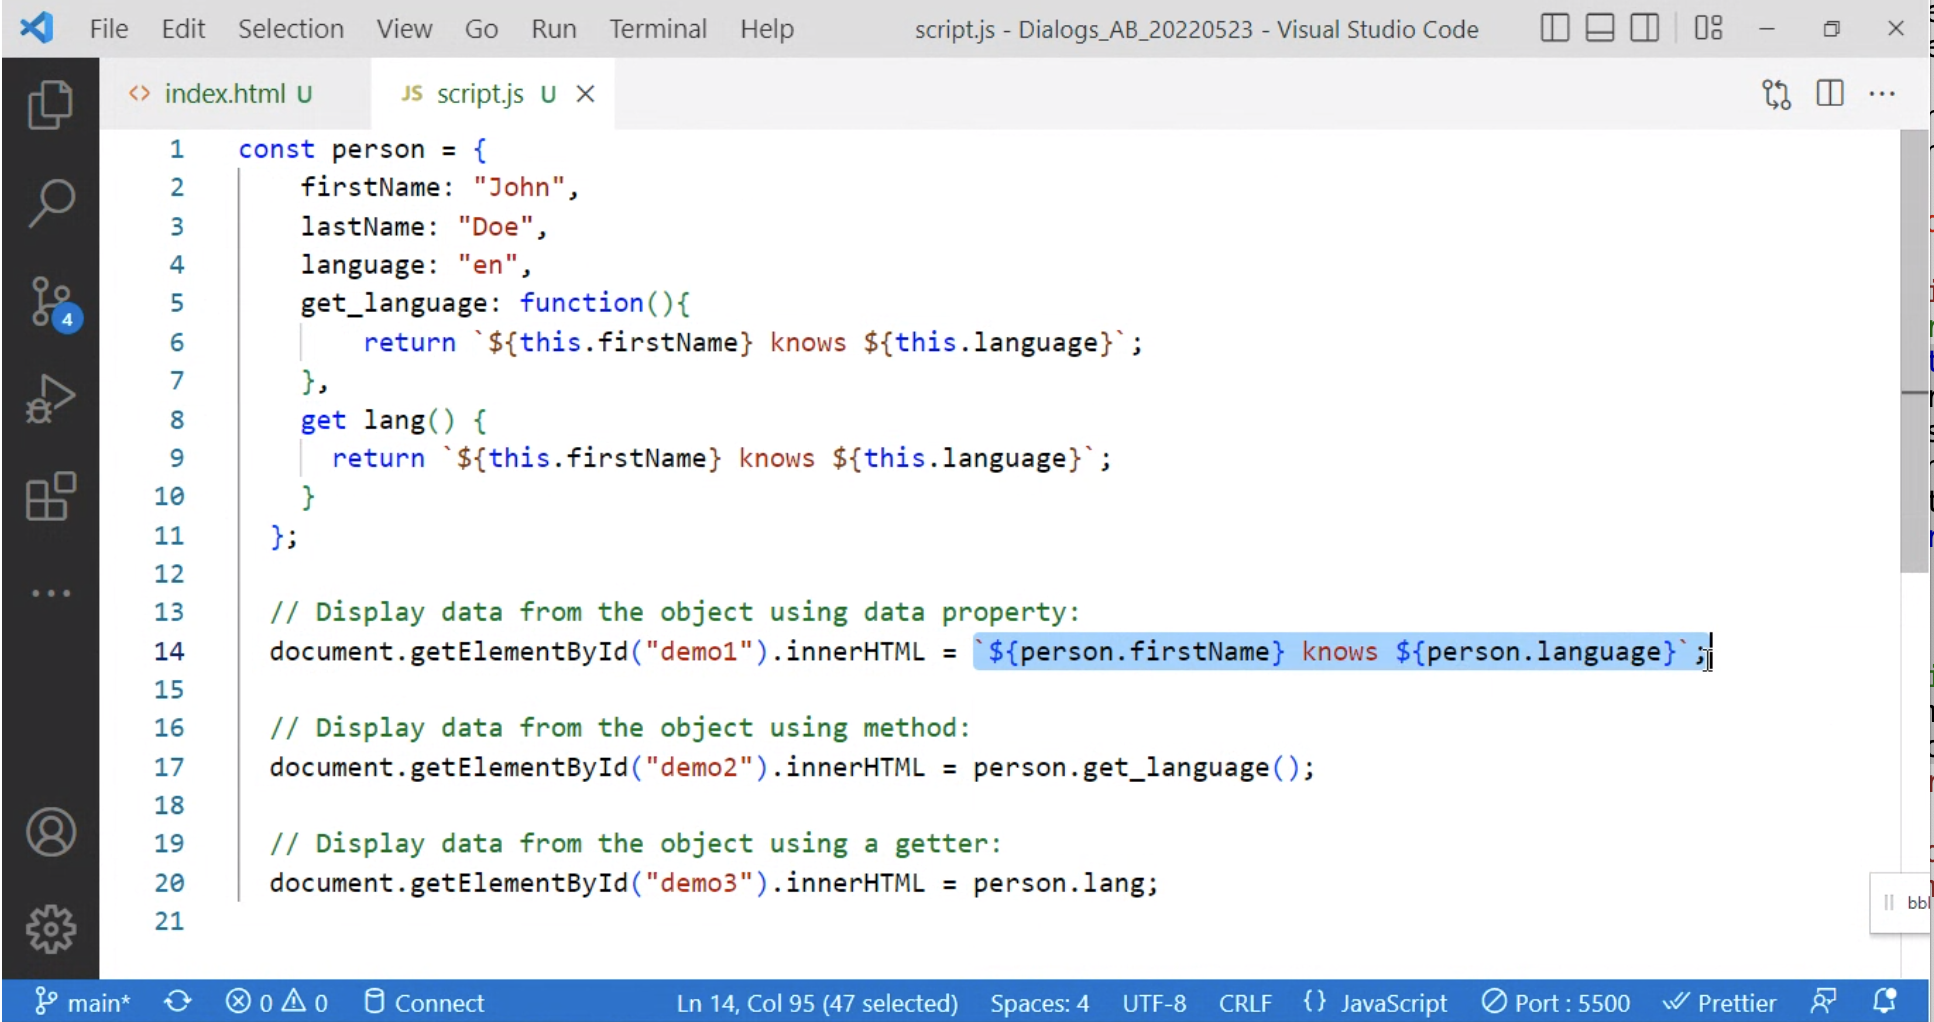 File Edit Selection View Go Run Terminal Help script.js - Dialogs_AB_20220523 - Visual Studio Code
<> index.html U JS script.js U ×
1 const person = {
2 firstName: "John",
3 lastName: "Doe",
4 language: "en",
5 get_language: function(){
6 return `${this.firstName} knows ${this.language}`;
7 },
8 get lang() {
9 return `${this.firstName} knows ${this.language}`;
10 }
11 };
12
13 // Display data from the object using data property:
14 document.getElementById("demo1").innerHTML = `${person.firstName} knows ${person.language}`;
15
16 // Display data from the object using method:
17 document.getElementById("demo2").innerHTML = person.get_language();
18
19 // Display data from the object using a getter:
20 document.getElementById("demo3").innerHTML = person.lang;
21
4
main* 0 0 Connect Ln 14, Col 95 (47 selected) Spaces: 4 UTF-8 CRLF {} JavaScript Port : 5500 Prettier